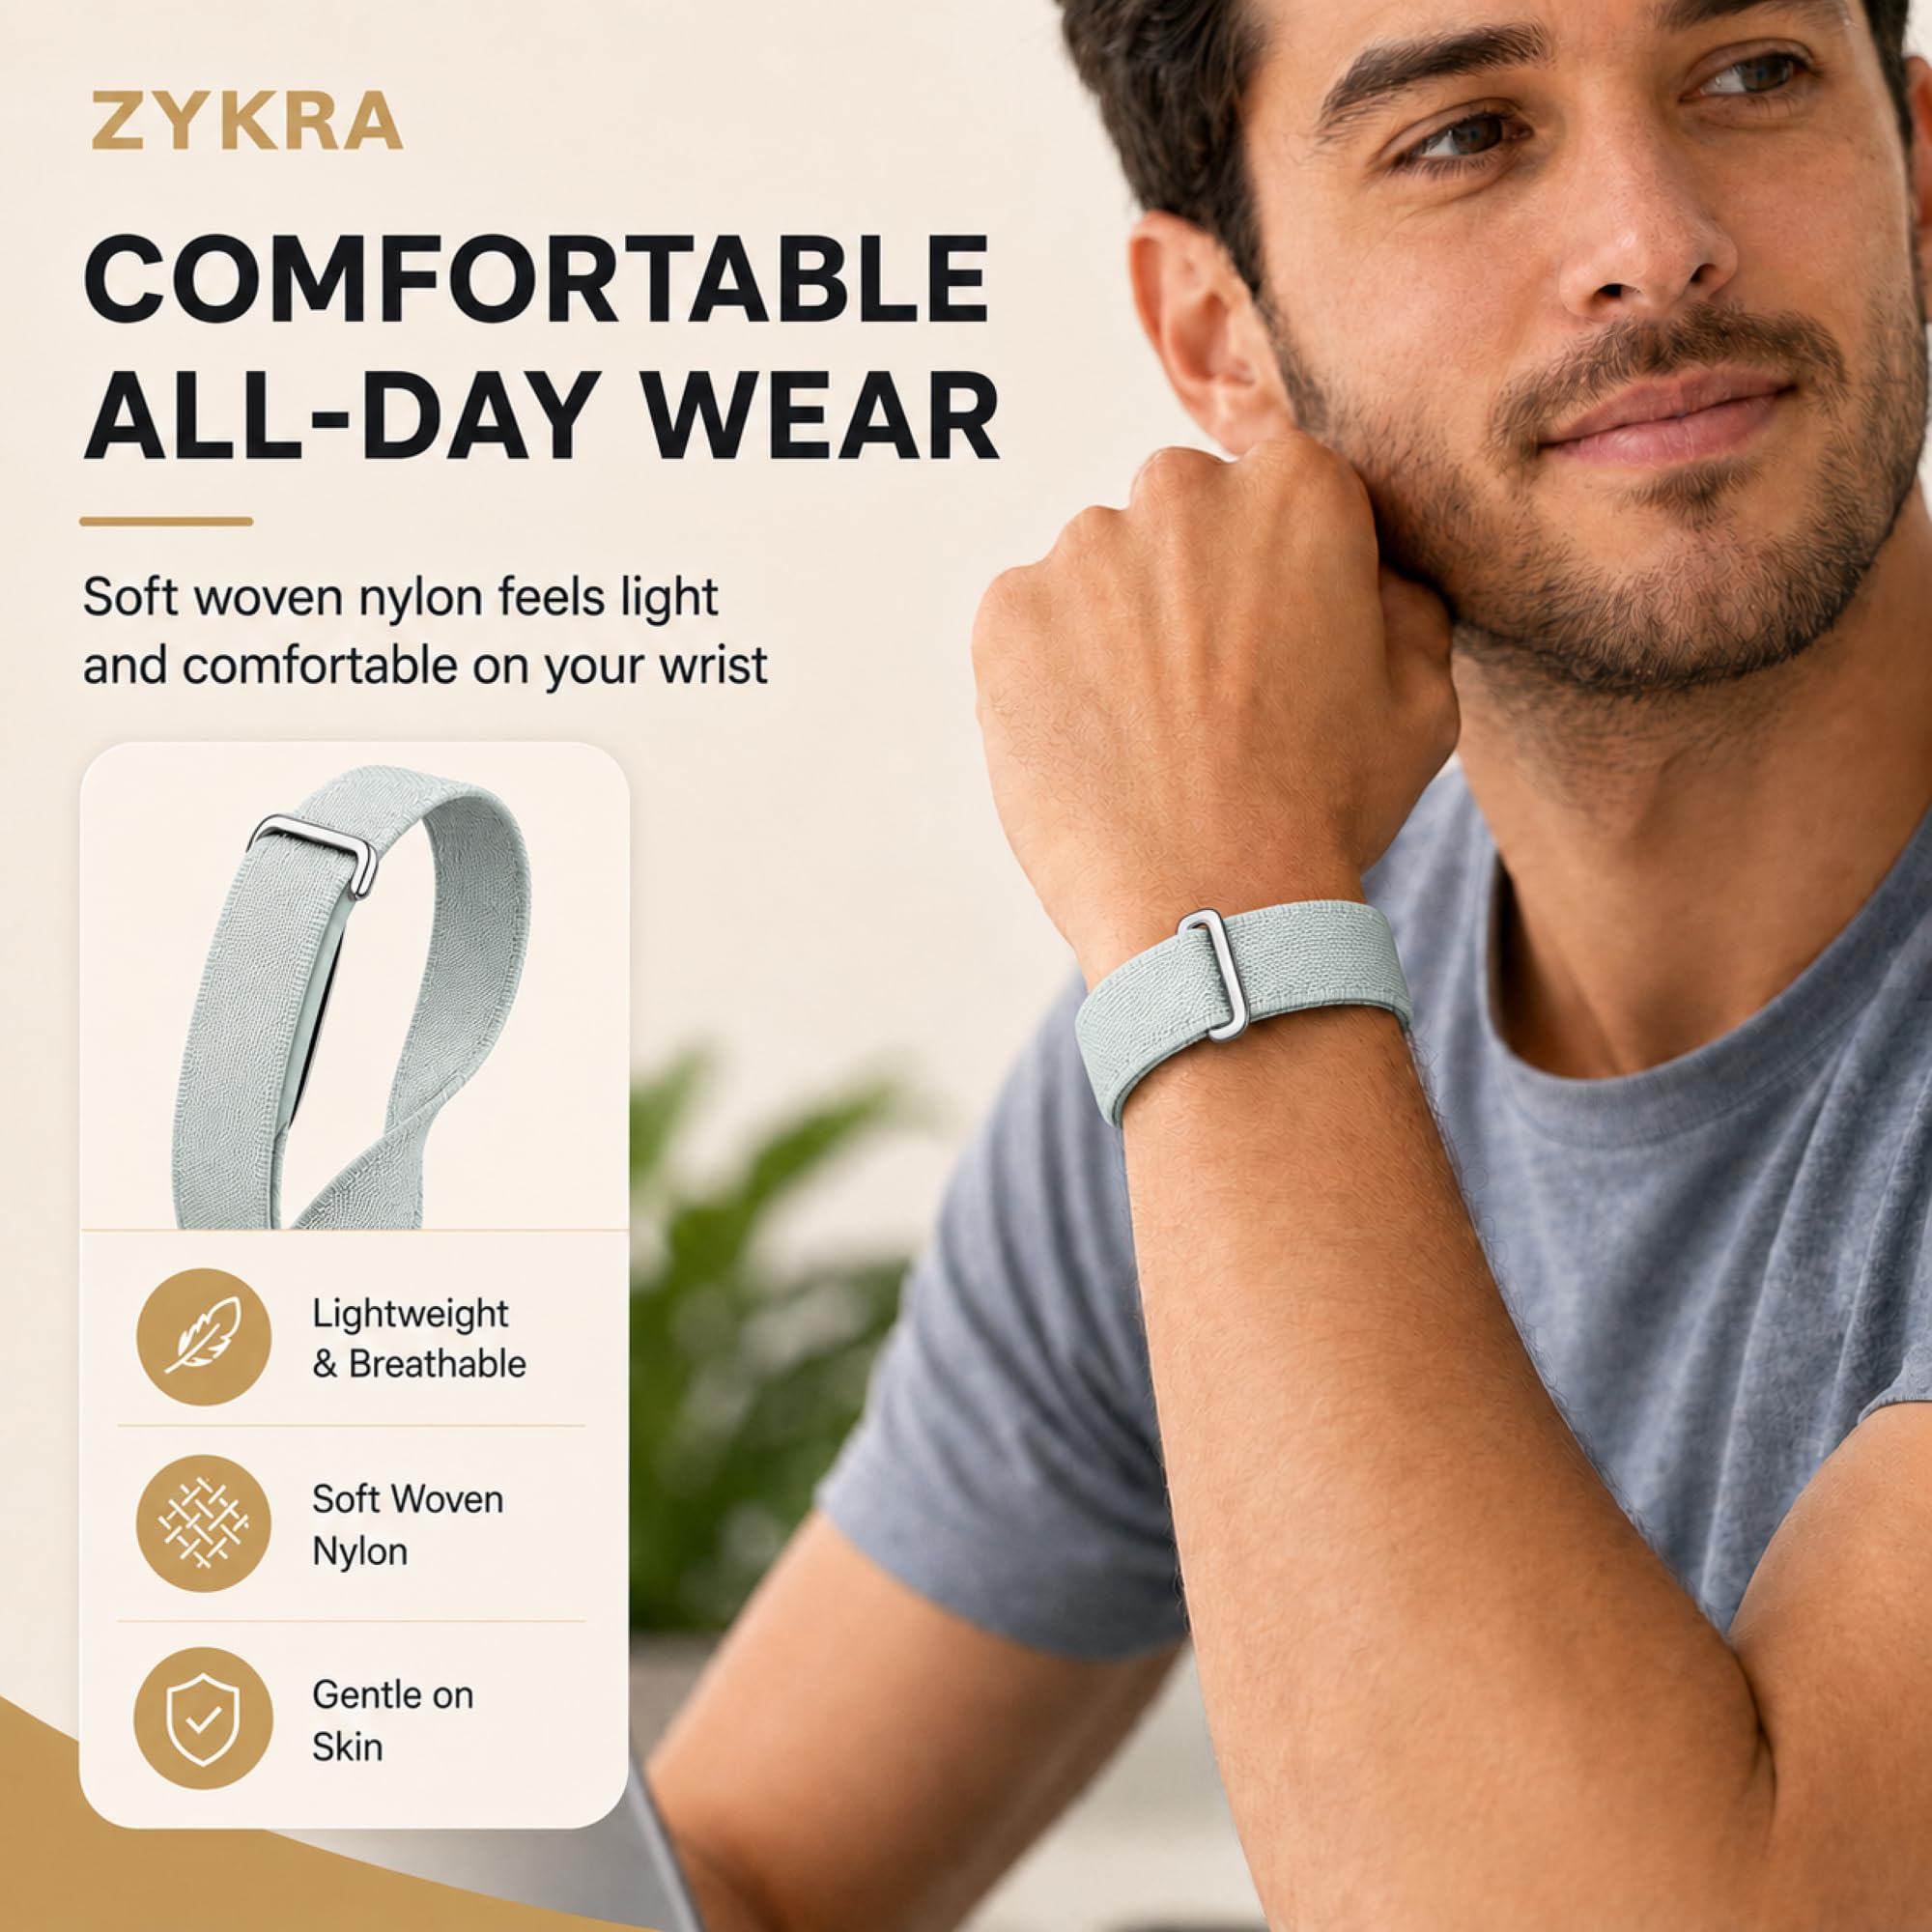 ZYKRA
COMFORTABLE
ALL-DAY WEAR
Soft woven nylon feels light
and comfortable on your wrist
Lightweight
& Breathable
Soft Woven
Nylon
Gentle on
Skin